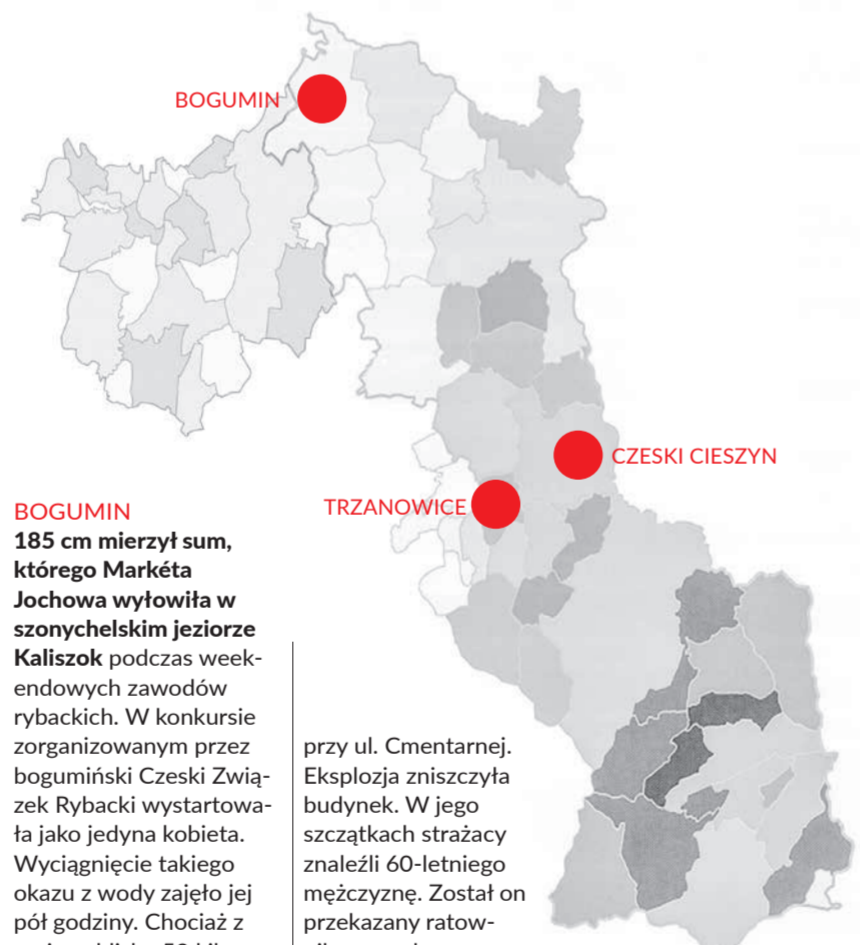 BOGUMIN
CZESKI CIESZYN
TRZANOWICE
BOGUMIN
185 cm mierzył sum,
którego Markéta
Jochowa wyłowiła w
szonychelskim jeziorze
Kaliszok podczas week-
endowych zawodów
rybackich. W konkursie
zorganizowanym przez
bogumiński Czeski Zwią-
zek Rybacki wystartowa-
ła jako jedyna kobieta.
Wyciągnięcie takiego
okazu z wody zajęło jej
pół godziny. Chociaż z
przy ul. Cmentarnej.
Eksplozja zniszczyła
budynek. W jego
szczątkach strażacy
znaleźli 60-letniego
mężczyznę. Został on
przekazany ratow-